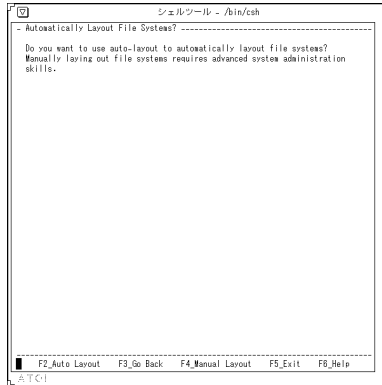 シェルツール - /bin/csh
- Automatically Layout File Systems? ----------------------------------------
Do you want to use auto-layout to automatically layout file systems?
Manually laying out file systems requires advanced system administration
skills.
F2_Auto Layout F3_Go Back F4_Manual Layout F5_Exit F6_Help